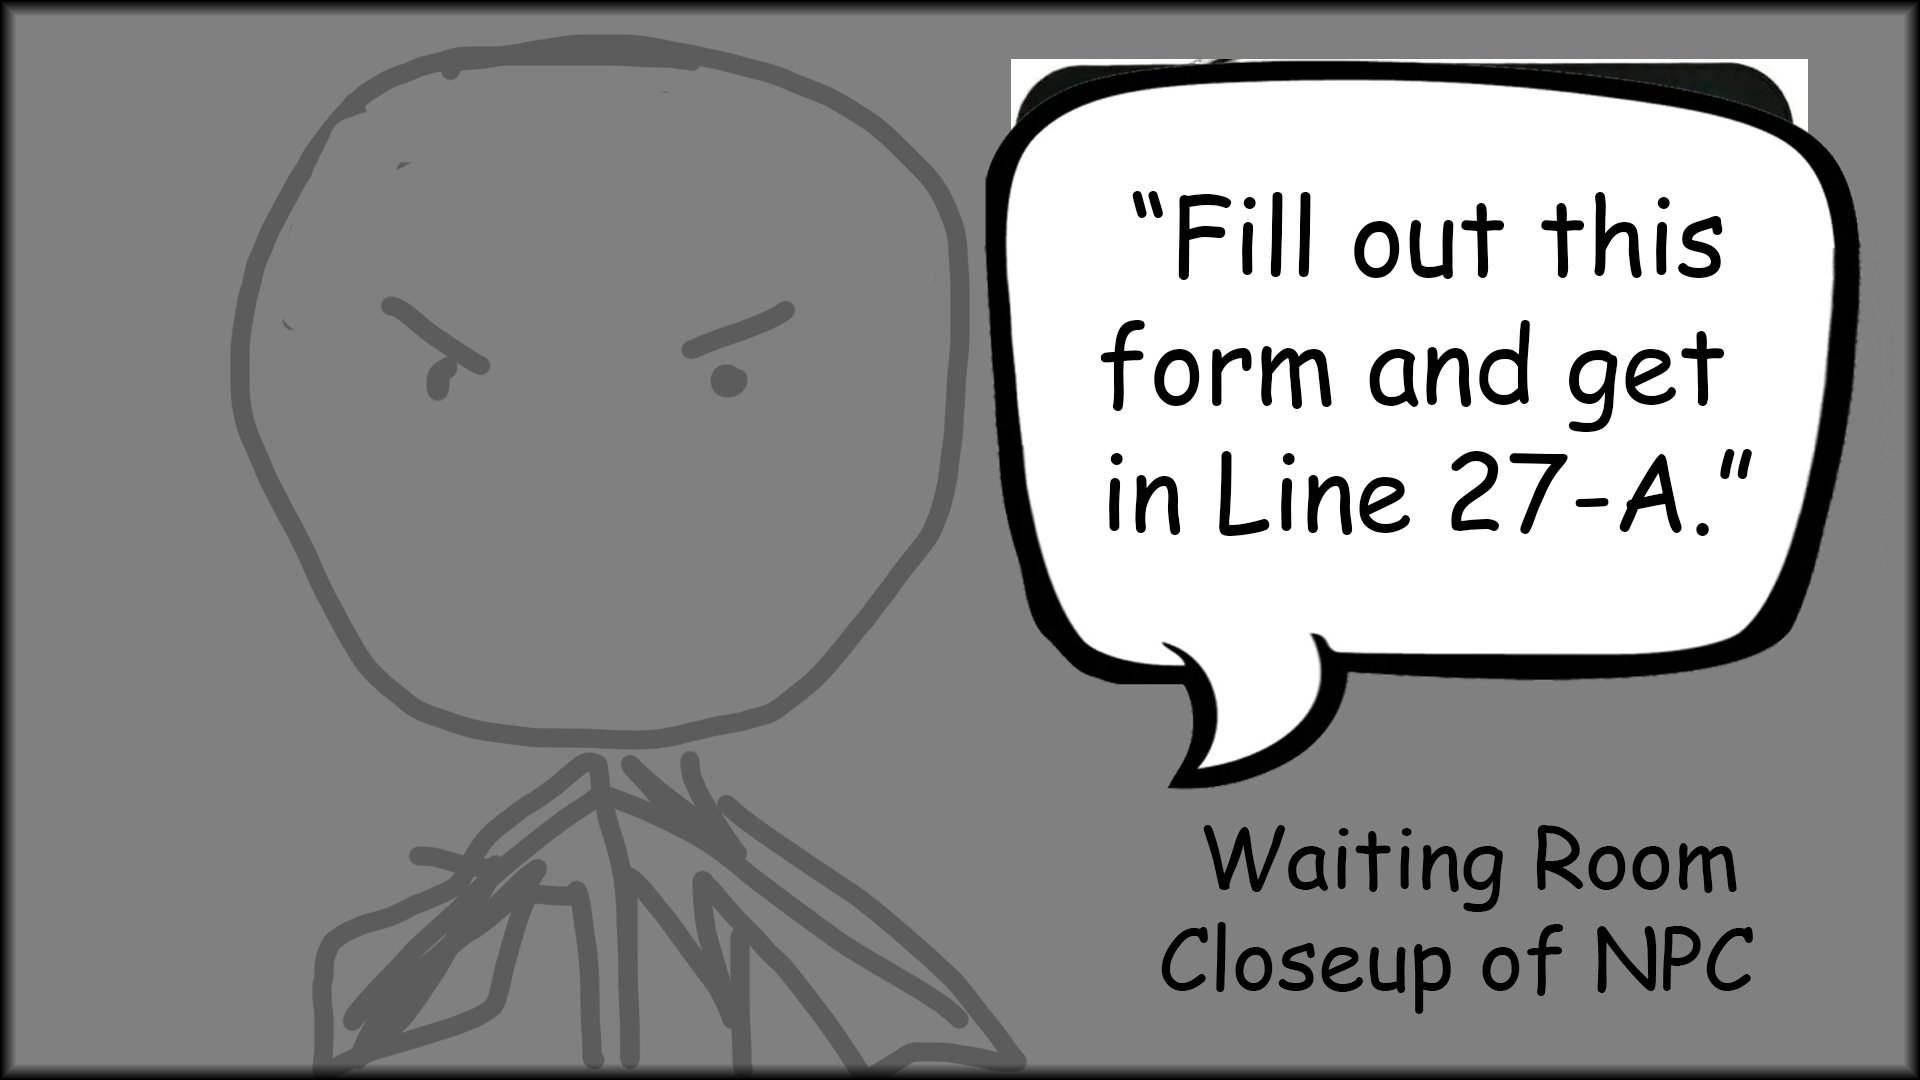 “Fill out this
form and get
in Line 27-A.”
Waiting Room
Closeup of NPC